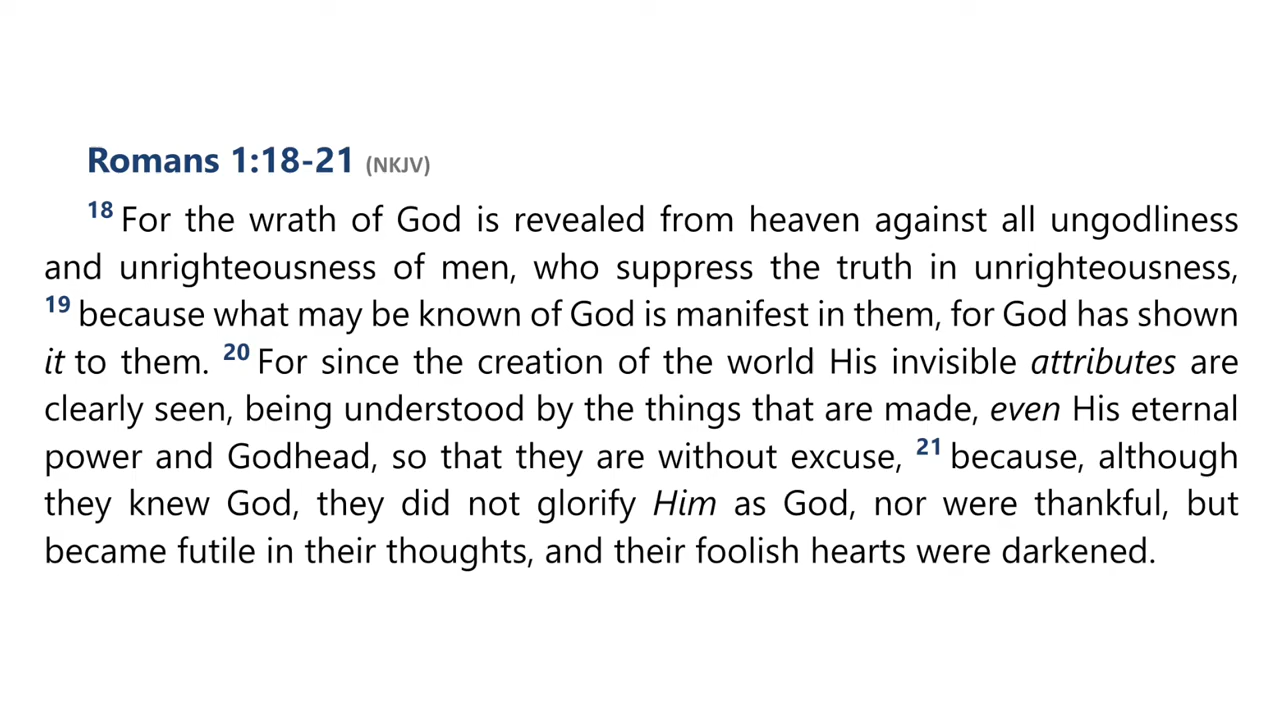 Romans 1:18-21 (NKJV)
18 For the wrath of God is revealed from heaven against all ungodliness
and unrighteousness of men, who suppress the truth in unrighteousness,
19 because what may be known of God is manifest in them, for God has shown
it to them. 20 For since the creation of the world His invisible attributes are
clearly seen, being understood by the things that are made, even His eternal
power and Godhead, so that they are without excuse, 21 because, although
they knew God, they did not glorify Him as God, nor were thankful, but
became futile in their thoughts, and their foolish hearts were darkened.